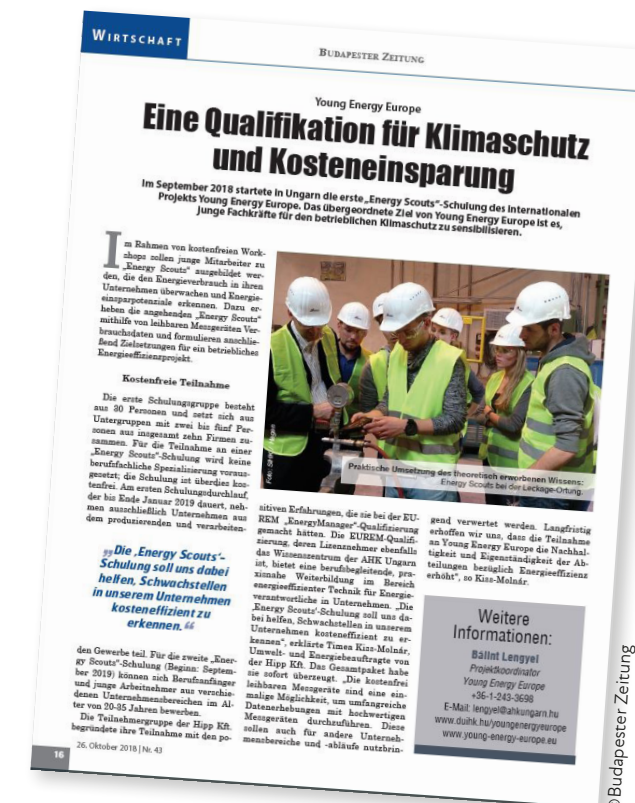 WIRTSCHAFT
BUDAPESTER ZEITUNG
Young Energy Europe
Eine Qualifikation für Klimaschutz
und Kosteneinsparung
Im September 2018 startete in Ungarn die erste „Energy Scouts“-Schulung des internationalen
Projekts Young Energy Europe. Das übergeordnete Ziel von Young Energy Europe ist es,
junge Fachkräfte für den betrieblichen Klimaschutz zu sensibilisieren.
Im Rahmen von kostenfreien Work-
shops sollen junge Mitarbeiter zu
„Energy Scouts“ ausgebildet wer-
den, die den Energieverbrauch in ihren
Unternehmen überwachen und Energie-
einsparpotenziale erkennen. Dazu er-
heben die angehenden „Energy Scouts“
mithilfe von leihbaren Messgeräten Ver-
brauchsdaten und formulieren anschlie-
ßend Zielsetzungen für ein betriebliches
Energieeffizienzprojekt.
Kostenfreie Teilnahme
Die erste Schulungsgruppe besteht
aus 30 Personen und setzt sich aus
Untergruppen mit zwei bis fünf Per-
sonen aus insgesamt zehn Firmen zu-
sammen. Für die Teilnahme an einer
„Energy Scouts“-Schulung wird keine
berufsfachliche Spezialisierung voraus-
gesetzt; die Schulung ist überdies kos-
tenfrei. Am ersten Schulungsdurchlauf,
der bis Ende Januar 2019 dauert, neh-
men ausschließlich Unternehmen aus
dem produzierenden und verarbeiten-
„Die ‚Energy Scouts‘-
Schulung soll uns dabei
helfen, Schwachstellen
in unserem Unternehmen
kosteneffizient zu
erkennen.“
den Gewerbe teil. Für die zweite „Ener-
gy Scouts“-Schulung (Beginn: Septem-
ber 2019) können sich Berufsanfänger
und junge Arbeitnehmer aus verschie-
denen Unternehmensbereichen im Al-
ter von 20-35 Jahren bewerben.
Die Teilnehmergruppe der Hipp Kft.
begründete ihre Teilnahme mit den po-
Praktische Umsetzung des theoretisch erworbenen Wissens:
Energy Scouts bei der Leckage-Ortung.
sitiven Erfahrungen, die sie bei der EU-
REM „EnergyManager“-Qualifizierung
gemacht hätten. Die EUREM-Qualifi-
zierung, deren Lizenznehmer ebenfalls
das Wissenszentrum der AHK Ungarn
ist, bietet eine berufsbegleitende, pra-
xisnahe Weiterbildung im Bereich
energieeffizienter Technik für Energie-
verantwortliche in Unternehmen. „Die
‚Energy Scouts‘-Schulung soll uns da-
bei helfen, Schwachstellen in unserem
Unternehmen kosteneffizient zu er-
kennen“, erklärte Timea Kiss-Molnár,
Umwelt- und Energiebeauftragte von
der Hipp Kft. Das Gesamtpaket habe
sie sofort überzeugt. „Die kostenfrei
leihbaren Messgeräte sind eine ein-
malige Möglichkeit, um umfangreiche
Datenerhebungen mit hochwertigen
Messgeräten durchzuführen. Diese
sollen auch für andere Unterneh-
mensbereiche und -abläufe nutzbrin-
gend verwertet werden. Langfristig
erhoffen wir uns, dass die Teilnahme
an Young Energy Europe die Nachhal-
tigkeit und Eigenständigkeit der Ab-
teilungen bezüglich Energieeffizienz
erhöht“, so Kiss-Molnár.
Weitere
Informationen:
Bálint Lengyel
Projektkoordinator
Young Energy Europe
+36-1-243-3698
E-Mail: lengyel@ahkungarn.hu
www.duihk.hu/youngenergyeurope
www.young-energy-europe.eu
16
26. Oktober 2018 | Nr. 43
©Budapester Zeitung